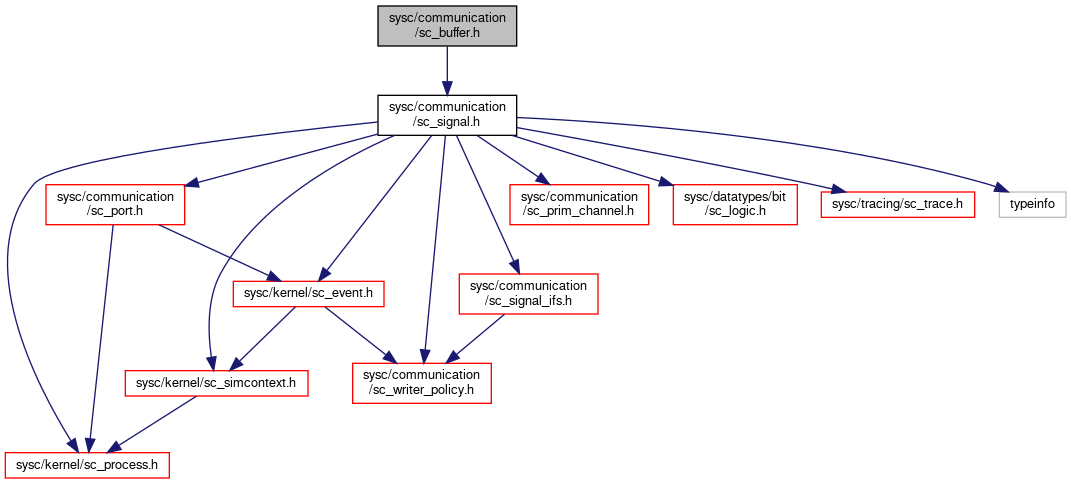 sysc/communication
/sc_buffer.h
sysc/communication
/sc_signal.h
sysc/communication
/sc_port.h
sysc/communication
/sc_prim_channel.h
sysc/datatypes/bit
/sc_logic.h
sysc/tracing/sc_trace.h
typeinfo
sysc/kernel/sc_event.h
sysc/communication
/sc_signal_ifs.h
sysc/kernel/sc_simcontext.h
sysc/communication
/sc_writer_policy.h
sysc/kernel/sc_process.h